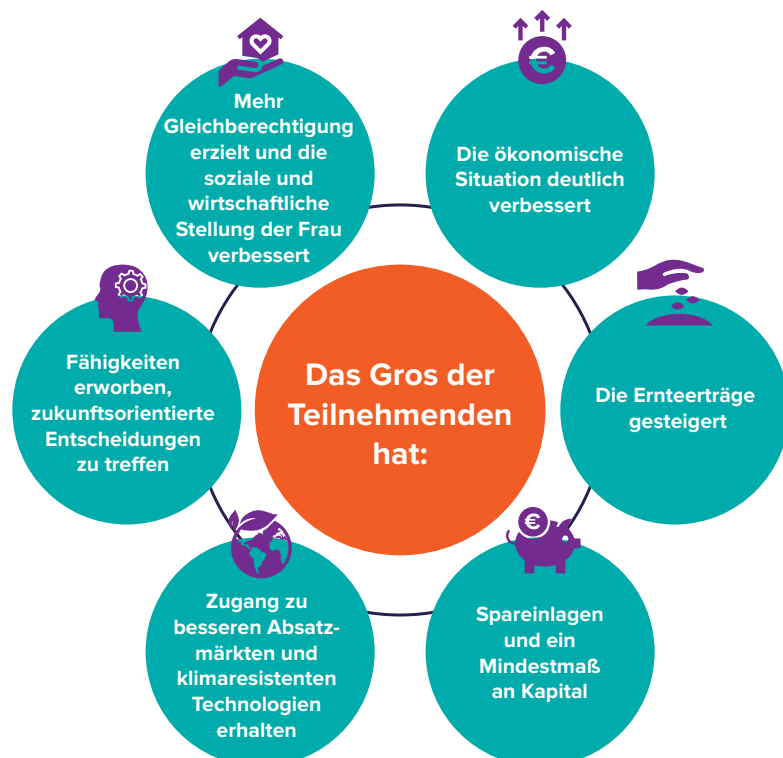 Mehr
Gleichberechtigung
erzielt und die
soziale und
wirtschaftliche
Stellung der Frau
verbessert
€
Die ökonomische
Situation deutlich
verbessert
Fähigkeiten
erworben,
zukunftsorientierte
Entscheidungen
zu treffen
Das Gros der
Teilnehmenden
hat:
Die Ernteerträge
gesteigert
Zugang zu
besseren Absatz-
märkten und
klimaresistenten
Technologien
erhalten
€
Spareinlagen
und ein
Mindestmaß
an Kapital